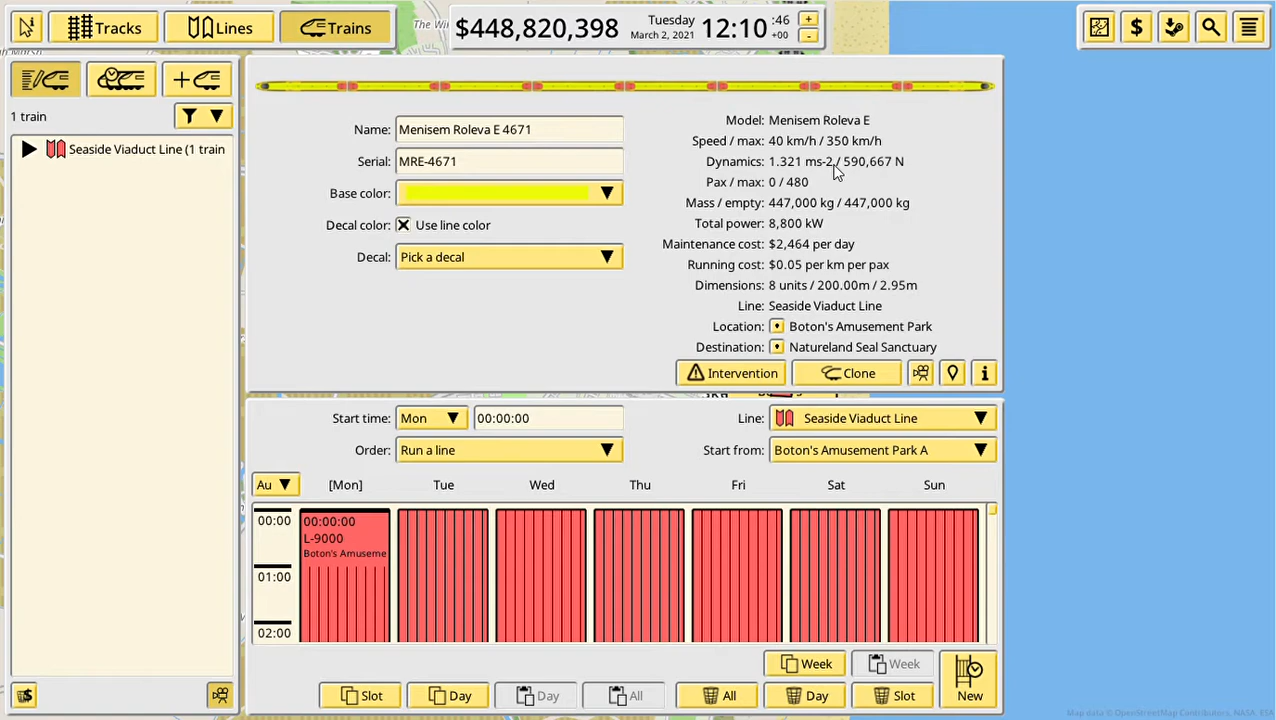 Tracks
Lines
Trains
$448,820,398
Tuesday
March 2, 2021
12:10
:46
+00
+
-
$
+
1 train
Seaside Viaduct Line (1 train
Name: Menisem Roleva E 4671
Serial: MRE-4671
Base color:
Decal color: Use line color
Decal: Pick a decal
Model: Menisem Roleva E
Speed / max: 40 km/h / 350 km/h
Dynamics: 1.321 ms-2 / 590,667 N
Pax / max: 0 / 480
Mass / empty: 447,000 kg / 447,000 kg
Total power: 8,800 kW
Maintenance cost: $2,464 per day
Running cost: $0.05 per km per pax
Dimensions: 8 units / 200.00m / 2.95m
Line: Seaside Viaduct Line
Location: Boton's Amusement Park
Destination: Natureland Seal Sanctuary
Intervention
Clone
Start time: Mon 00:00:00
Line: Seaside Viaduct Line
Order: Run a line
Start from: Boton's Amusement Park A
Au [Mon] Tue Wed Thu Fri Sat Sun
00:00
01:00
02:00
00:00:00
L-9000
Boton's Amuseme
Week
Week
Slot
Day
Day
All
All
Day
Slot
New
Map data © OpenStreetMap Contributors, NASA, ESA